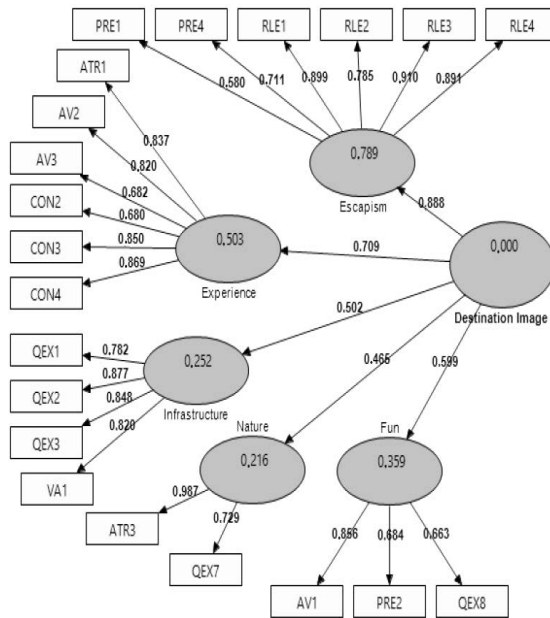 PRE1
PRE4
RLE1
RLE2
RLE3
RLE4
ATR1
0.580
0.711
0.899
0.785
0.910
0.891
AV2
0.837
0.820
0.789
AV3
0.682
Escapism
0.888
CON2
0.680
0.503
0.709
0.000
CON3
0.850
CON4
0.869
Experience
Destination Image
0.502
QEX1
0.782
0.252
0.465
0.599
QEX2
0.877
QEX3
0.848
Infrastructure
Nature
Fun
VA1
0.820
0.216
0.359
ATR3
0.987
0.729
QEX7
0.856
0.684
0.663
AV1
PRE2
QEX8